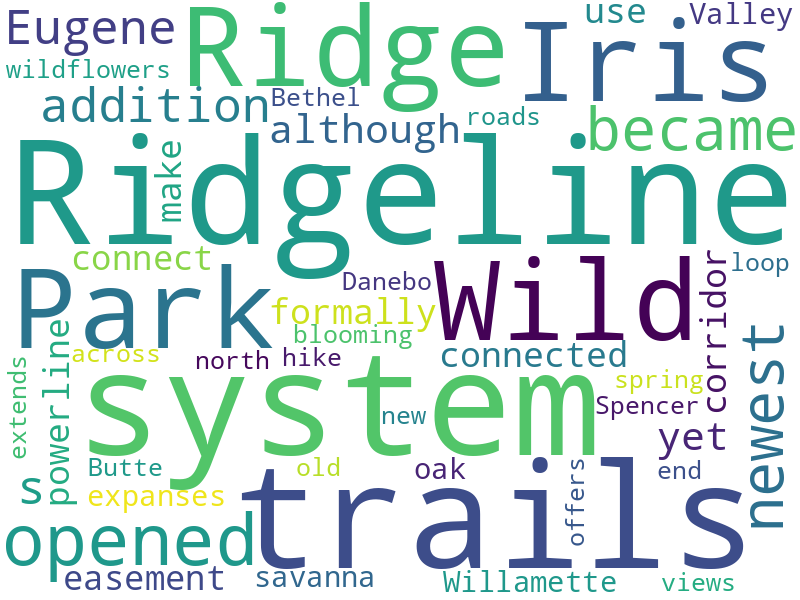 Eugene
Ridge
Iris
use
Valley
wildflowers
addition
Bethel
although
roads
became
Ridgeline
make
connect
Park
Danebo
Wild
corridor
loop
formally
blooming
powerline
across
north
hike
connected
newest
extends
system
spring
Spencer
new
yet
s
Butte
expanses
old
oak
trails
offers
end
opened
easement
savanna
Willamette
views